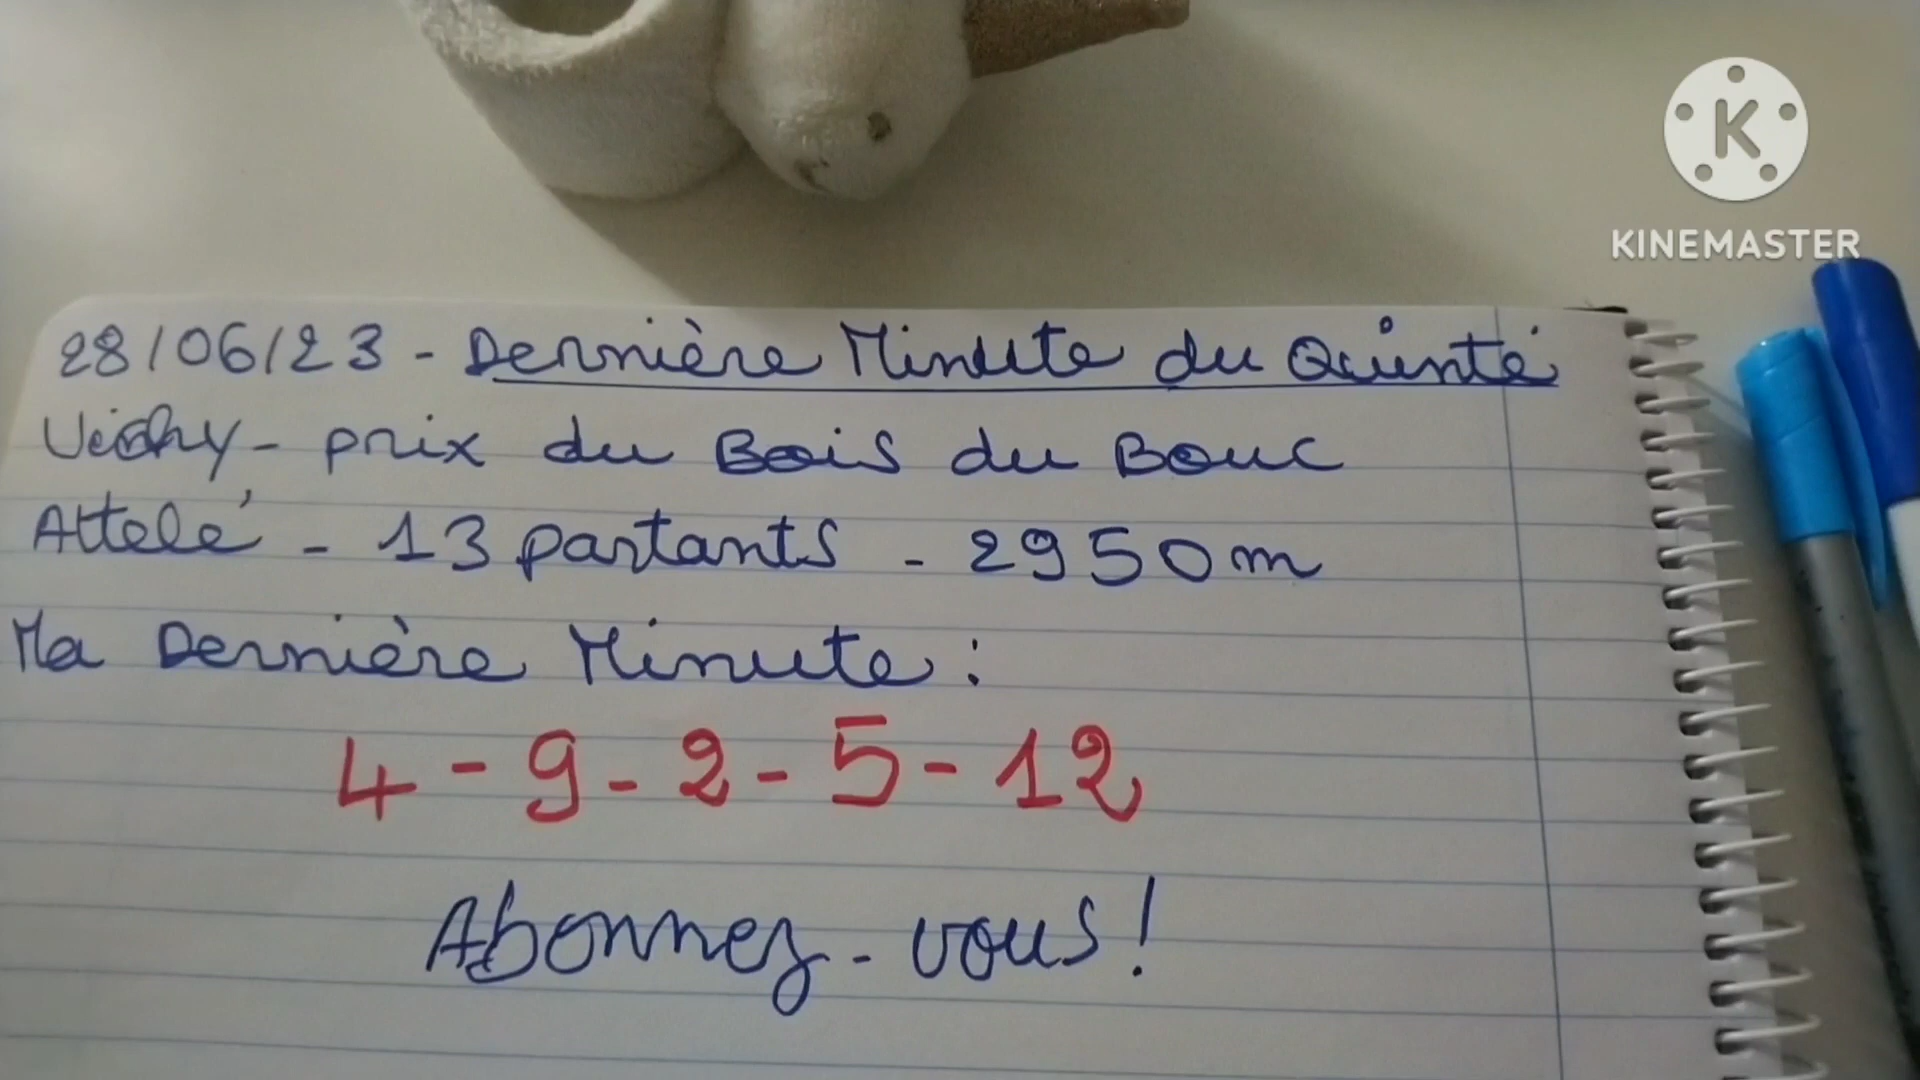 K
KINEMASTER
28/06/23 - Dernière Minute du Quinté
Vichy - prix du Bois du Bouc
Attelé - 13 partants - 2950m
Ma Dernière Minute :
4 - 9 - 2 - 5 - 12
Abonnez-vous !